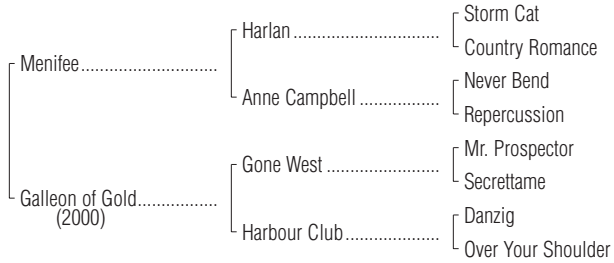 Storm Cat
Harlan ......................................
Country Romance
Menifee...........................
Never Bend
Anne Campbell .....................
Repercussion
Mr. Prospector
Gone West .............................
Secrettame
Galleon of Gold................
(2000)
Danzig
Harbour Club.........................
Over Your Shoulder